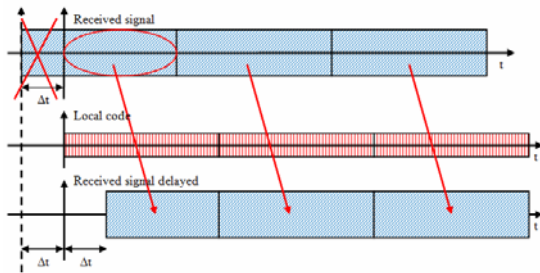 Received signal
t
Δt
Local code
t
Received signal delayed
t
Δt
Δt